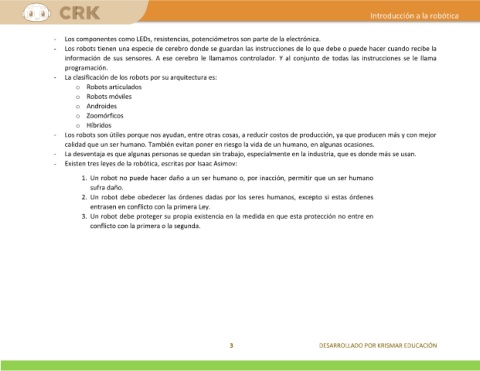 CRK
Introducción a la robótica
- Los componentes como LEDs, resistencias, potenciómetros son parte de la electrónica.
- Los robots tienen una especie de cerebro donde se guardan las instrucciones de lo que debe o puede hacer cuando recibe la
información de sus sensores. A ese cerebro le llamamos controlador. Y al conjunto de todas las instrucciones se le llama
programación.
- La clasificación de los robots por su arquitectura es:
o Robots articulados
o Robots móviles
o Androides
o Zoomórficos
o Híbridos
- Los robots son útiles porque nos ayudan, entre otras cosas, a reducir costos de producción, ya que producen más y con mejor
calidad que un ser humano. También evitan poner en riesgo la vida de un humano, en algunas ocasiones.
- La desventaja es que algunas personas se quedan sin trabajo, especialmente en la industria, que es donde más se usan.
- Existen tres leyes de la robótica, escritas por Isaac Asimov:
1. Un robot no puede hacer daño a un ser humano o, por inacción, permitir que un ser humano
sufra daño.
2. Un robot debe obedecer las órdenes dadas por los seres humanos, excepto si estas órdenes
entrasen en conflicto con la primera Ley.
3. Un robot debe proteger su propia existencia en la medida en que esta protección no entre en
conflicto con la primera o la segunda.
3
DESARROLLADO POR KRISMAR EDUCACIÓN